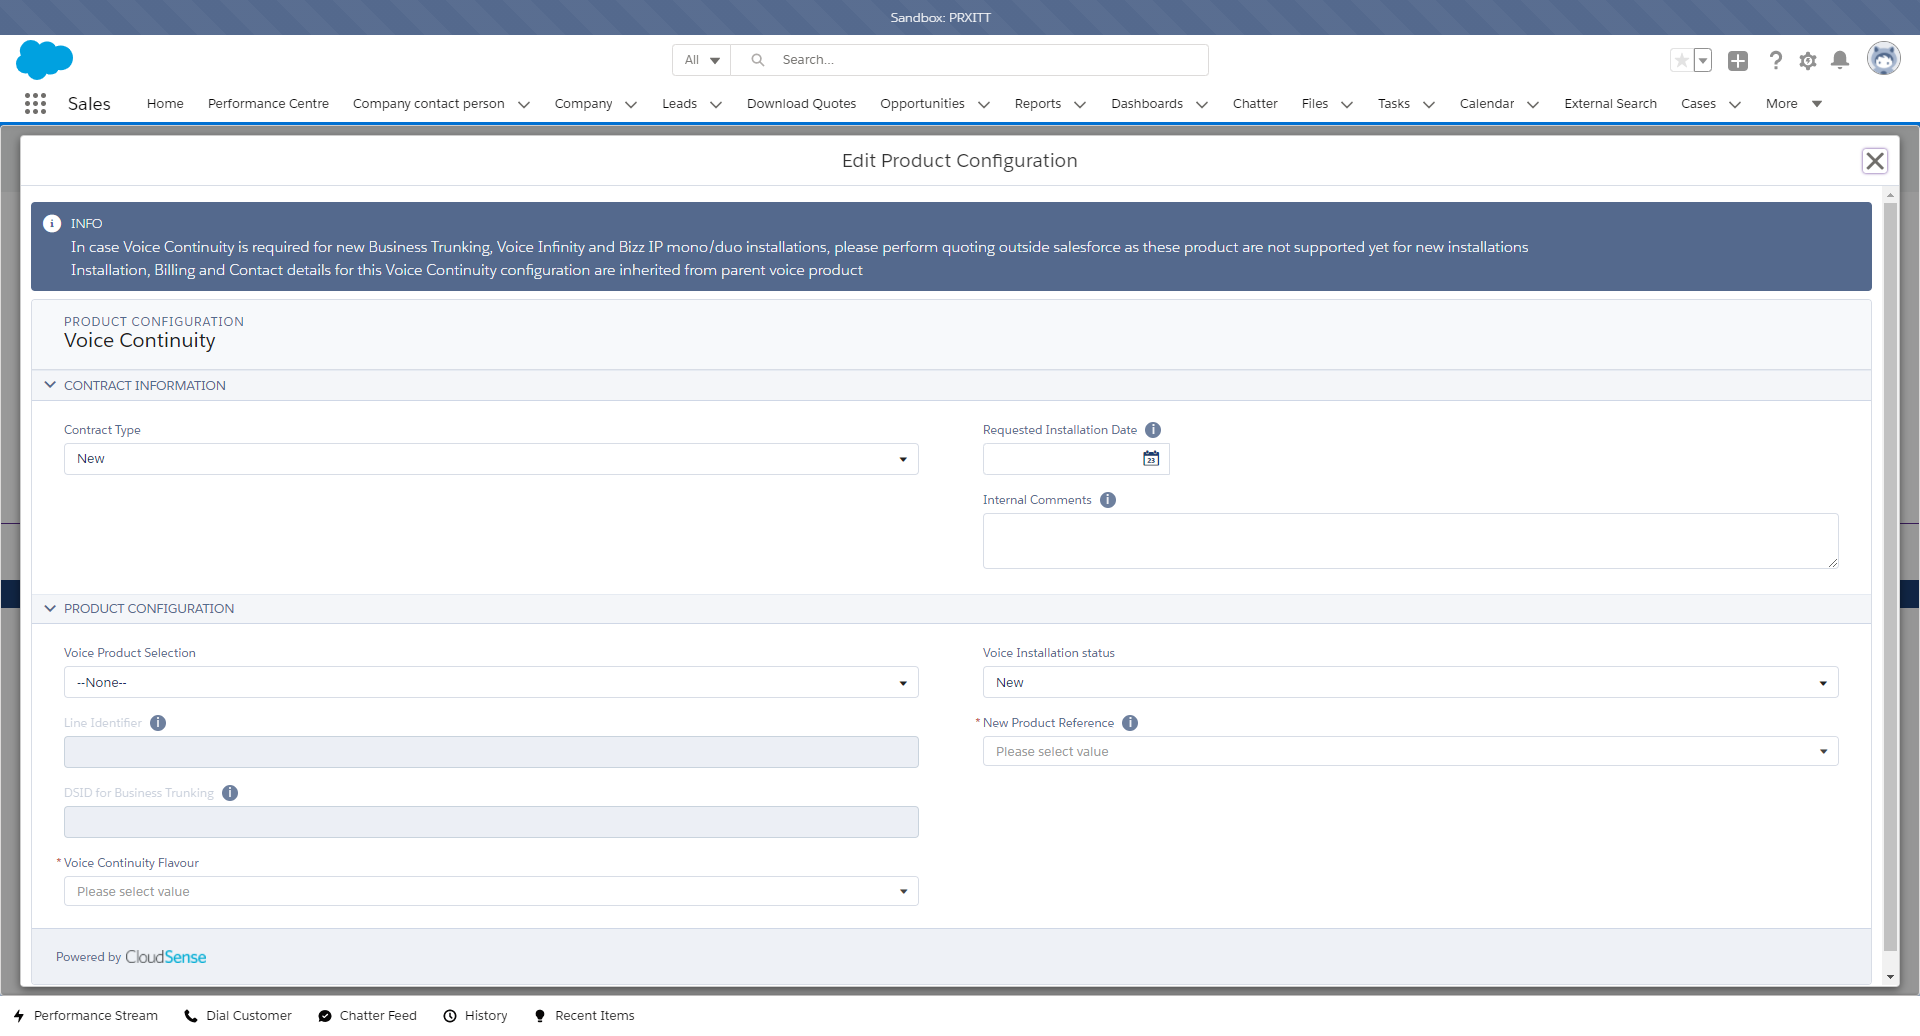 Sandbox: PRXITT
All Search...
Sales Home Performance Centre Company contact person Company Leads Download Quotes Opportunities Reports Dashboards Chatter Files Tasks Calendar External Search Cases More
Edit Product Configuration
INFO
In case Voice Continuity is required for new Business Trunking, Voice Infinity and Bizz IP mono/duo installations, please perform quoting outside salesforce as these product are not supported yet for new installations
Installation, Billing and Contact details for this Voice Continuity configuration are inherited from parent voice product
PRODUCT CONFIGURATION
Voice Continuity
CONTRACT INFORMATION
Contract Type
New
Requested Installation Date
23
Internal Comments
PRODUCT CONFIGURATION
Voice Product Selection
--None--
Voice Installation status
New
Line Identifier
* New Product Reference
Please select value
DSID for Business Trunking
* Voice Continuity Flavour
Please select value
Powered by CloudSense
Performance Stream Dial Customer Chatter Feed History Recent Items